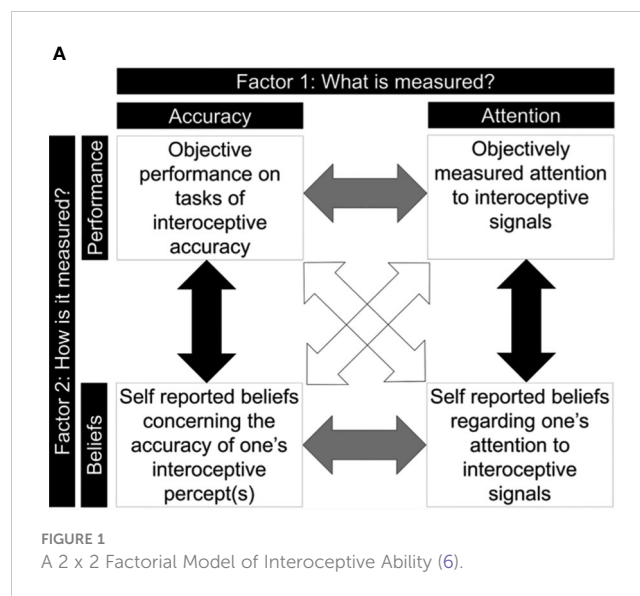 A
Factor 1: What is measured?
Accuracy
Attention
Factor 2: How is it measured?
Performance
Objective
performance on
tasks of
interoceptive
accuracy
Objectively
measured attention
to interoceptive
signals
Beliefs
Self reported beliefs
concerning the
accuracy of one's
interoceptive
percept(s)
Self reported beliefs
regarding one's
attention to
interoceptive
signals
FIGURE 1
A 2 x 2 Factorial Model of Interoceptive Ability (6).